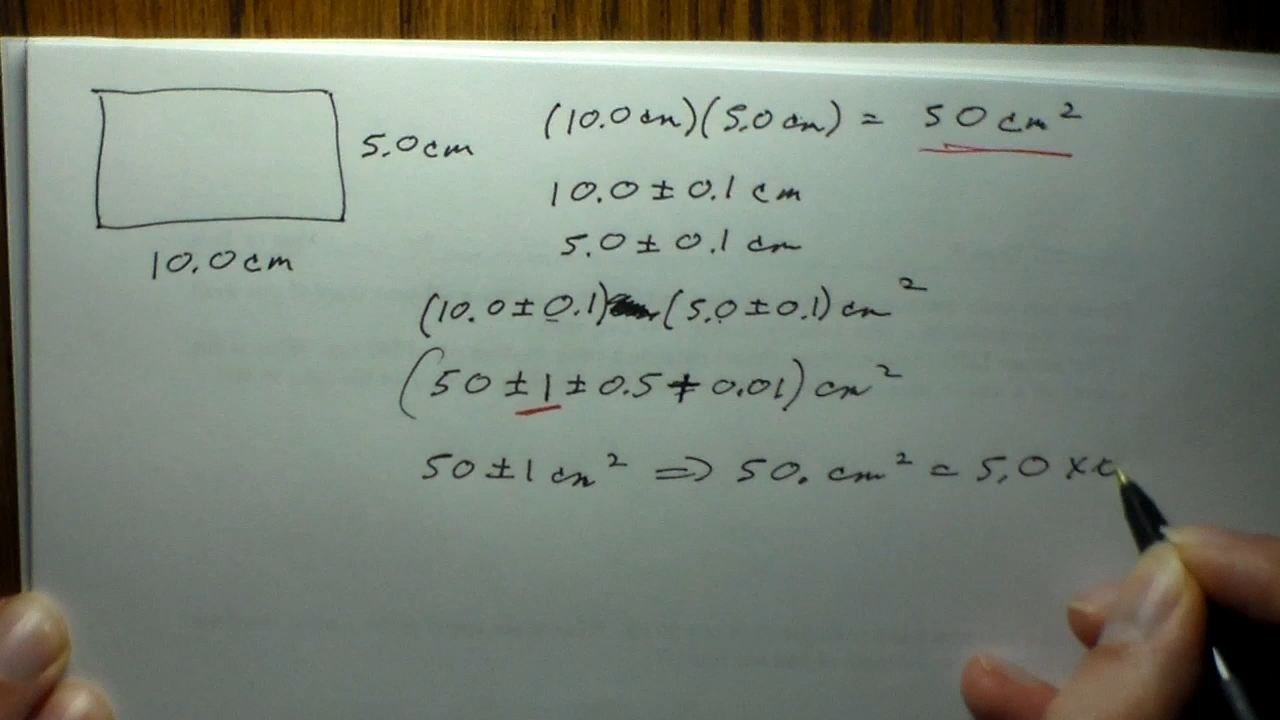 5.0cm
10.0cm
(10.0 cm)(5.0 cm) = 50 cm²
10.0 ± 0.1 cm
5.0 ± 0.1 cm
(10.0 ± 0.1) (5.0 ± 0.1) cm²
(50 ± 1 ± 0.5 ∓ 0.01) cm²
50 ± 1 cm² ⇒ 50. cm² = 5.0 ×